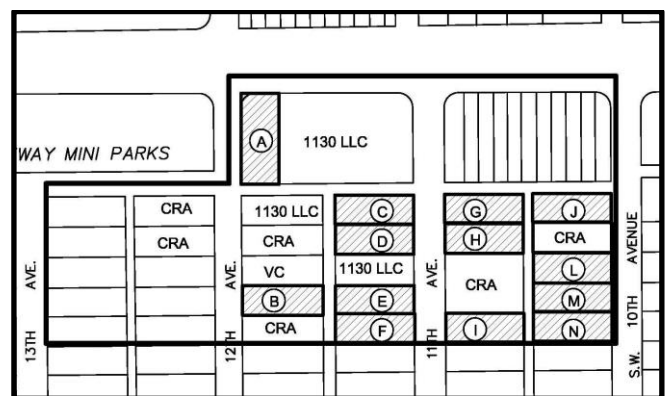 A
1130 LLC
WAY MINI PARKS
CRA
1130 LLC
C
G
J
CRA
CRA
D
H
CRA
VC
1130 LLC
CRA
L
B
E
M
CRA
F
I
N
13TH AVE.
12TH AVE.
11TH AVE.
S.W. 10TH AVENUE